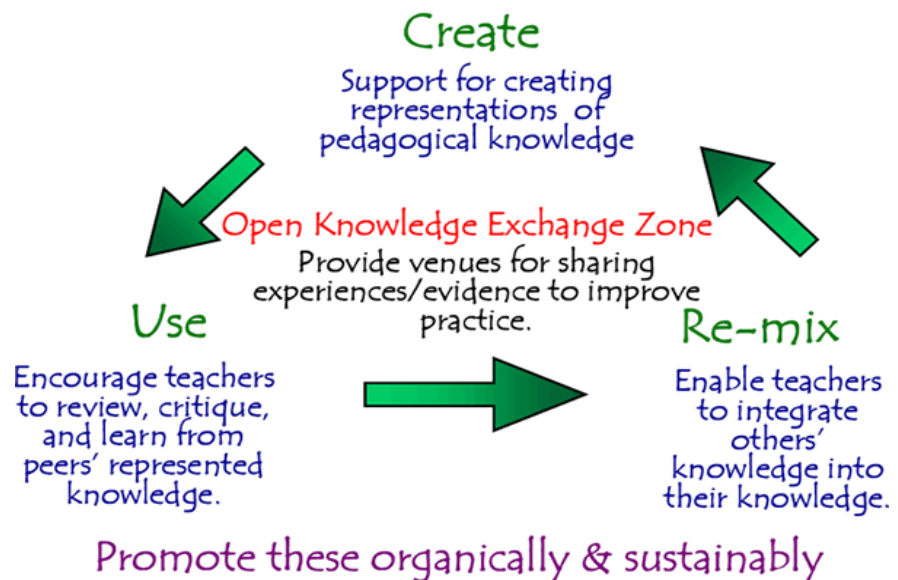 Create
Support for creating
representations of
pedagogical knowledge
Open Knowledge Exchange Zone
Provide venues for sharing
experiences/evidence to improve
practice.
Use
Encourage teachers
to review, critique,
and learn from
peers' represented
knowledge.
Re-mix
Enable teachers
to integrate
others'
knowledge into
their knowledge.
Promote these organically & sustainably